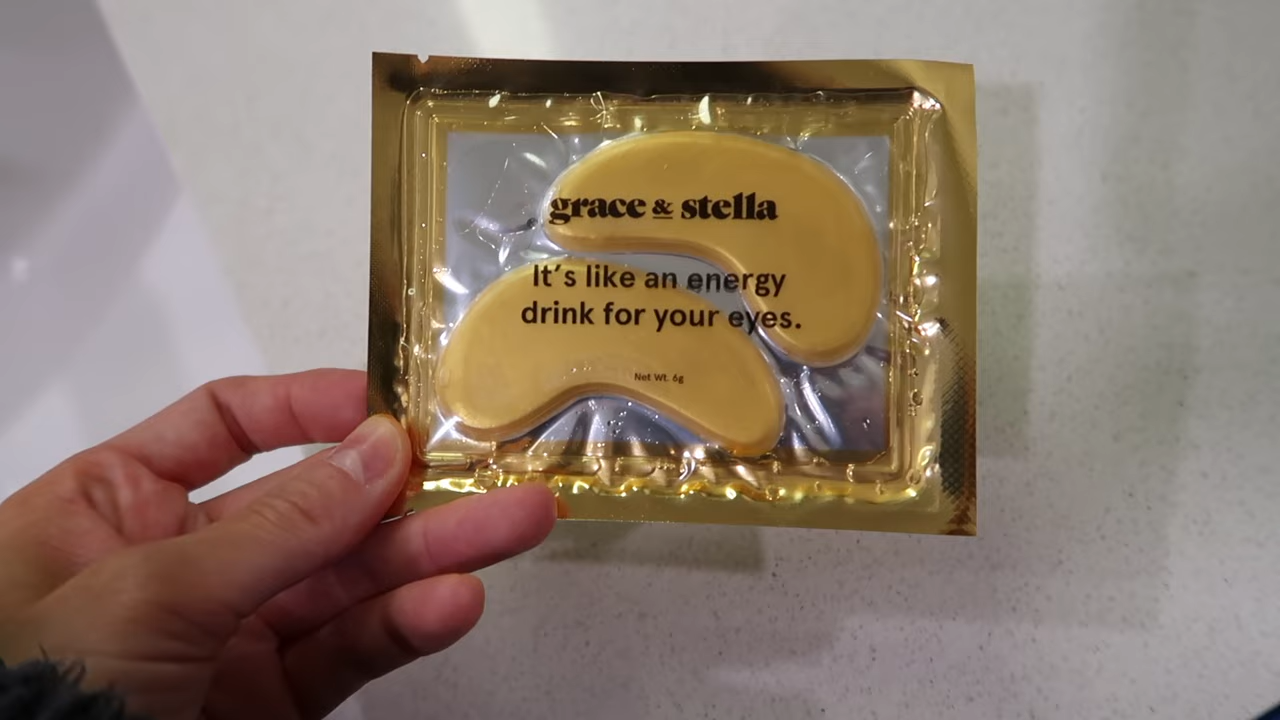 grace & stella
It's like an energy
drink for your eyes.
Net Wt. 6g